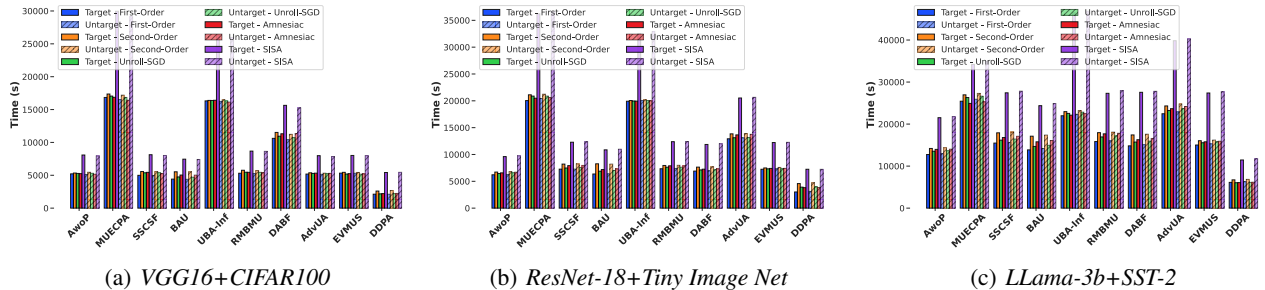 Time (s)
30000
25000
20000
15000
10000
5000
0
Target - First-Order
Untarget - First-Order
Target - Second-Order
Untarget - Second-Order
Target - Unroll-SGD
Untarget - Unroll-SGD
Target - Amnesiac
Untarget - Amnesiac
Target - SISA
Untarget - SISA
AwoP
MUECPA
SSCSF
BAU
UBA-Inf
RMBMU
DABF
AdvUA
EVMUS
DDPA
(a) VGG16+CIFAR100
Time (s)
35000
30000
25000
20000
15000
10000
5000
0
Target - First-Order
Untarget - First-Order
Target - Second-Order
Untarget - Second-Order
Target - Unroll-SGD
Untarget - Unroll-SGD
Target - Amnesiac
Untarget - Amnesiac
Target - SISA
Untarget - SISA
AwoP
MUECPA
SSCSF
BAU
UBA-Inf
RMBMU
DABF
AdvUA
EVMUS
DDPA
(b) ResNet-18+Tiny Image Net
Time (s)
40000
30000
20000
10000
0
Target - First-Order
Untarget - First-Order
Target - Second-Order
Untarget - Second-Order
Target - Unroll-SGD
Untarget - Unroll-SGD
Target - Amnesiac
Untarget - Amnesiac
Target - SISA
Untarget - SISA
AwoP
MUECPA
SSCSF
BAU
UBA-Inf
RMBMU
DABF
AdvUA
EVMUS
DDPA
(c) LLama-3b+SST-2